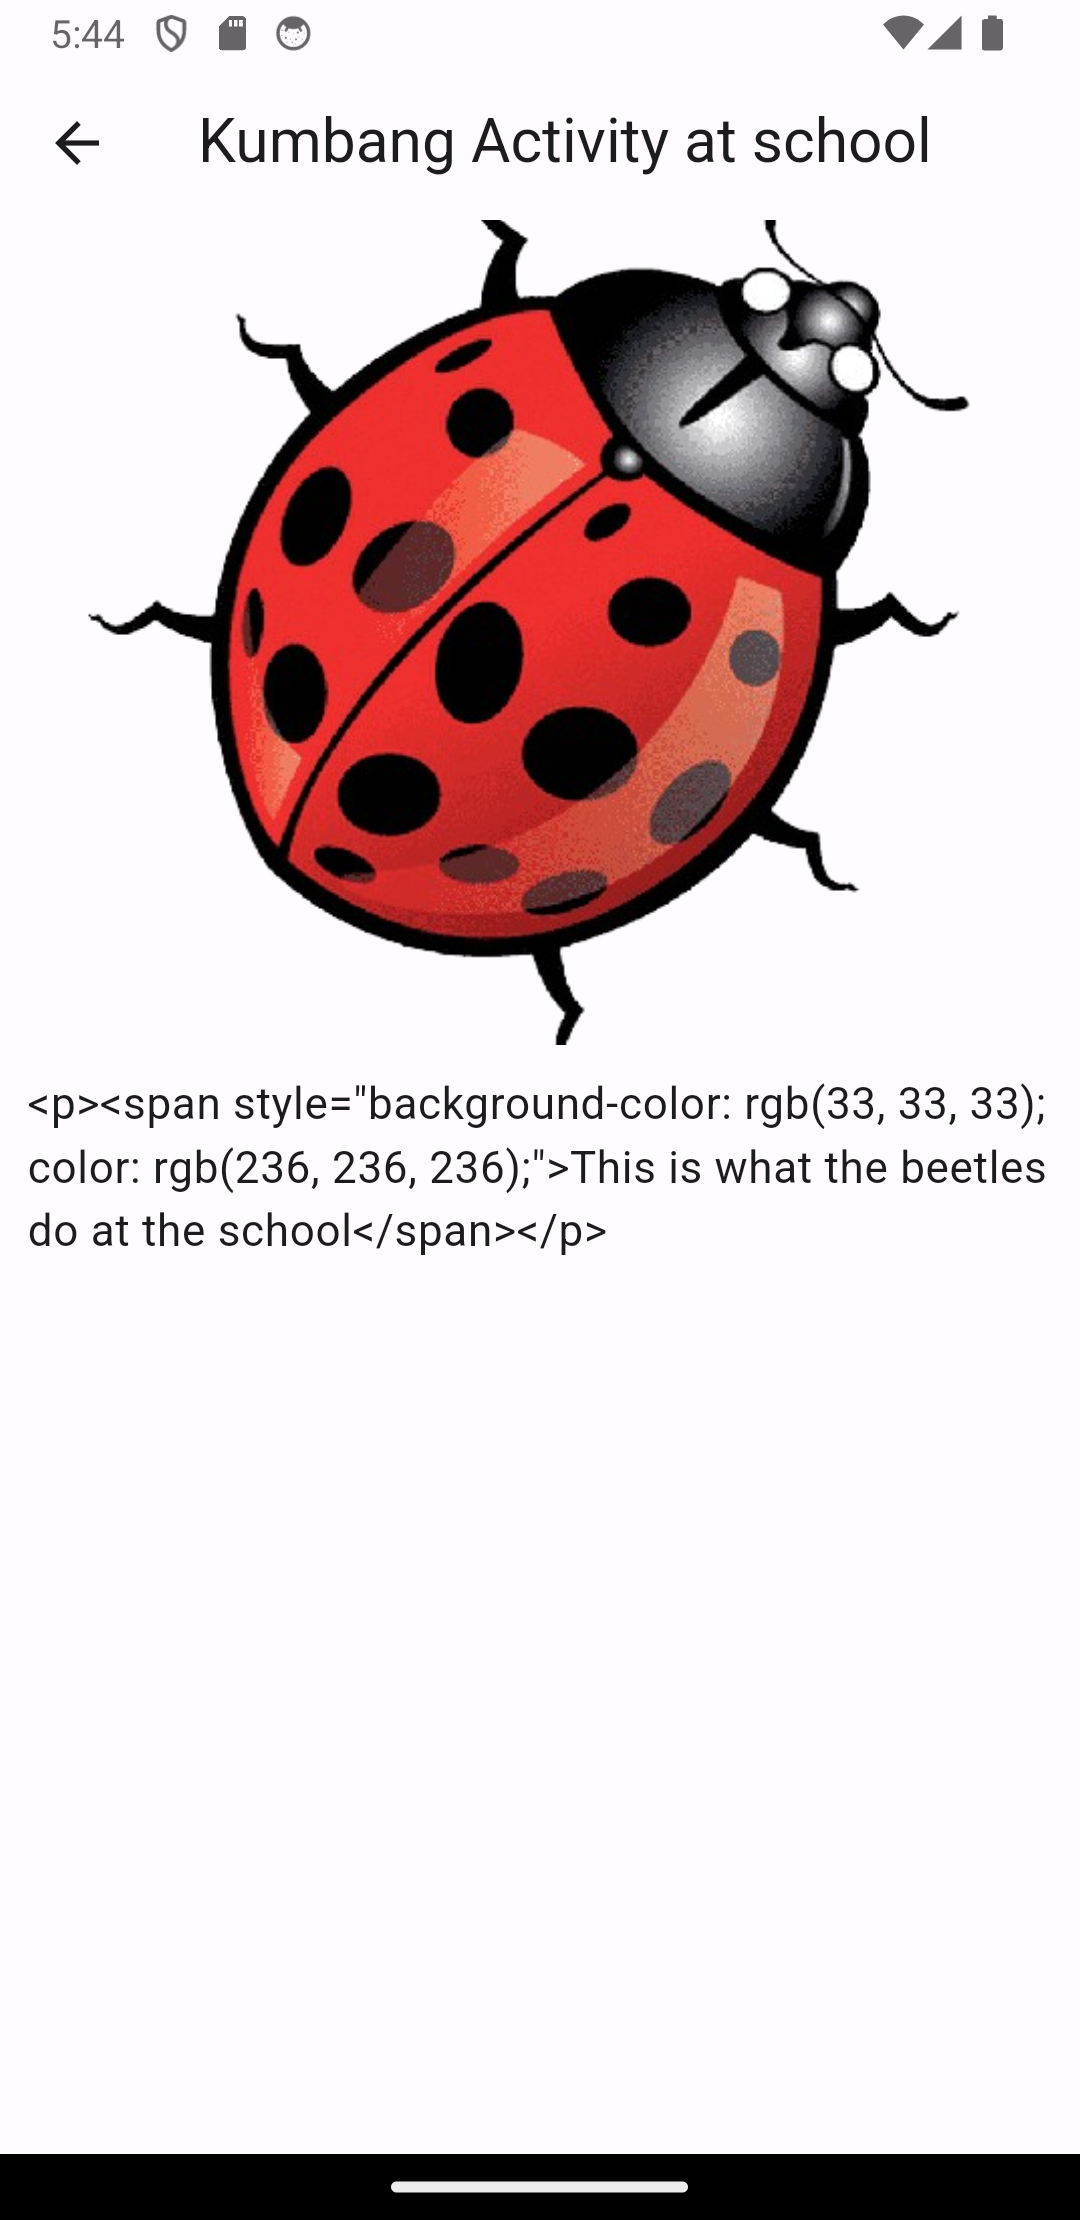 5:44
Kumbang Activity at school
<p><span style="background-color: rgb(33, 33, 33);
color: rgb(236, 236, 236);">This is what the beetles
do at the school</span></p>